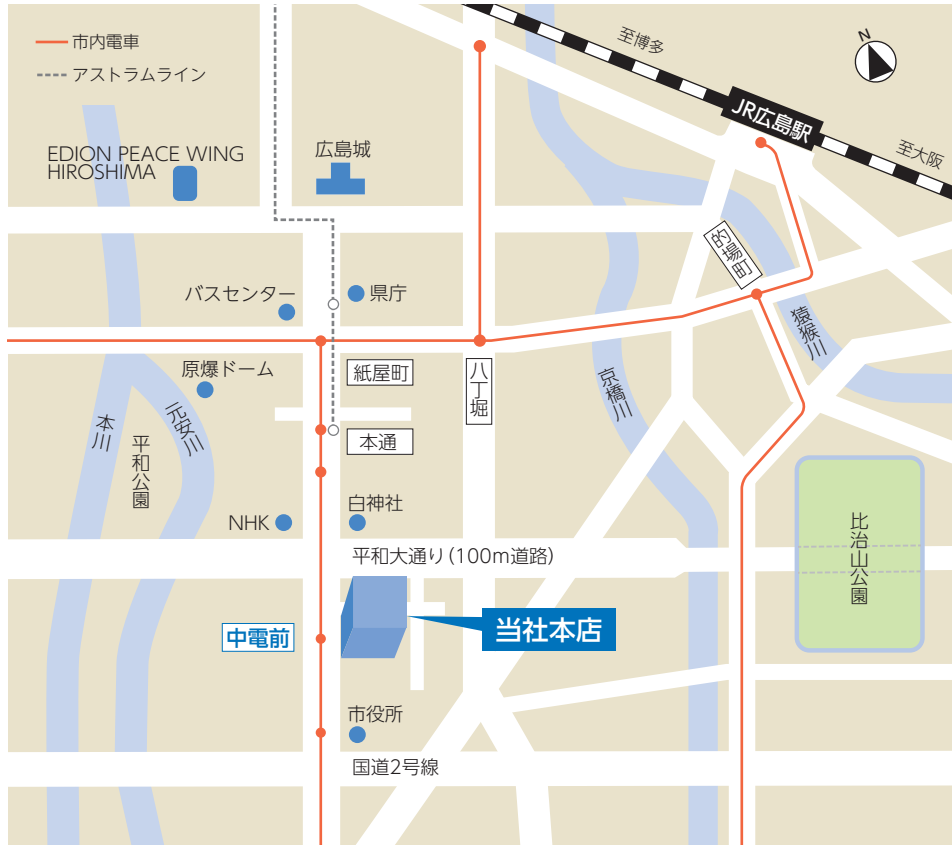 市内電車
アストラムライン
至博多
N
JR広島駅
至大阪
EDION PEACE WING
HIROSHIMA
広島城
的場町
バスセンター
県庁
猿猴川
原爆ドーム
紙屋町
八丁堀
京橋川
本川
元安川
平和公園
本通
NHK
白神社
比治山公園
平和大通り(100m道路)
中電前
当社本店
市役所
国道2号線